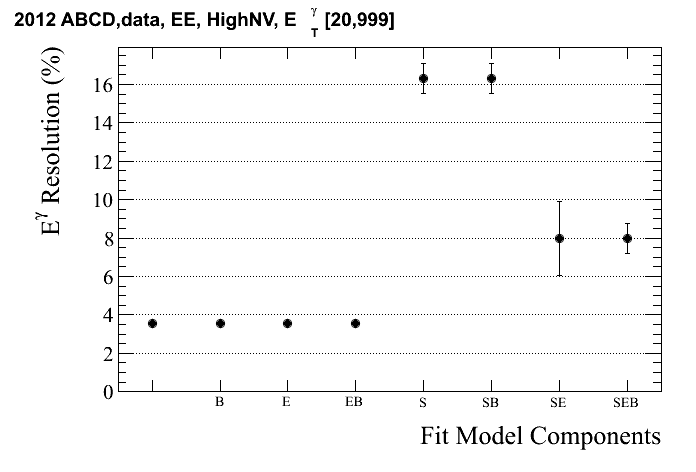 2012 ABCD,data, EE, HighNV, E γ T [20,999]
E γ Resolution (%)
16
14
12
10
8
6
4
2
0
B E EB S SB SE SEB
Fit Model Components